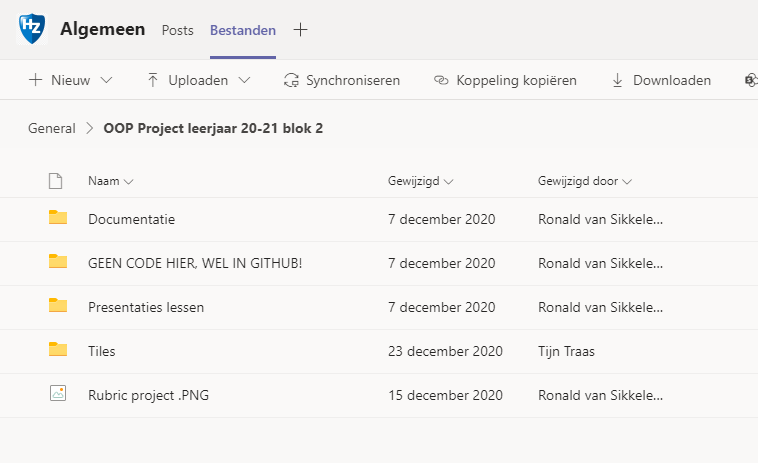 HZ Algemeen Posts Bestanden
Nieuw Uploaden Synchroniseren Koppeling kopiëren Downloaden
General OOP Project leerjaar 20-21 blok 2
Naam Gewijzigd Gewijzigd door
Documentatie 7 december 2020 Ronald van Sikkele...
GEEN CODE HIER, WEL IN GITHUB! 7 december 2020 Ronald van Sikkele...
Presentaties lessen 7 december 2020 Ronald van Sikkele...
Tiles 23 december 2020 Tijn Traas
Rubric project .PNG 15 december 2020 Ronald van Sikkele...